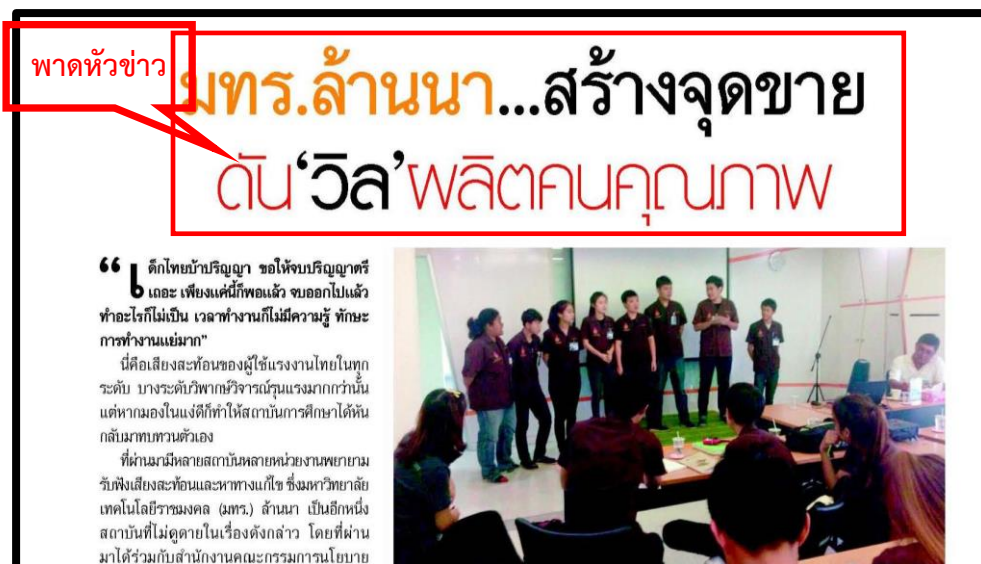 พาดหัวข่าว
มทร.ล้านนา...สร้างจุดขาย
ดัน‘วิล’ผลิตคนคุณภาพ
“เด็กไทยบ้าปริญญา ขอให้จบปริญญาตรี
เถอะ เพียงแค่นี้ก็พอแล้ว จบออกไปแล้ว
ทำอะไรก็ไม่เป็น เวลาทำงานก็ไม่มีความรู้ ทักษะ
การทำงานแย่มาก”
นี่คือเสียงสะท้อนของผู้ใช้แรงงานไทยในทุก
ระดับ บางระดับวิพากษ์วิจารณ์รุนแรงมากกว่านั้น
แต่หากมองในแง่ดีก็ทำให้สถาบันการศึกษาได้หัน
กลับมาทบทวนตัวเอง
ที่ผ่านมามีหลายสถาบันหลายหน่วยงานพยายาม
รับฟังเสียงสะท้อนและหาทางแก้ไข ซึ่งมหาวิทยาลัย
เทคโนโลยีราชมงคล (มทร.) ล้านนา เป็นอีกหนึ่ง
สถาบันที่ไม่ดูดายในเรื่องดังกล่าว โดยที่ผ่าน
มาได้ร่วมกับสำนักงานคณะกรรมการนโยบาย